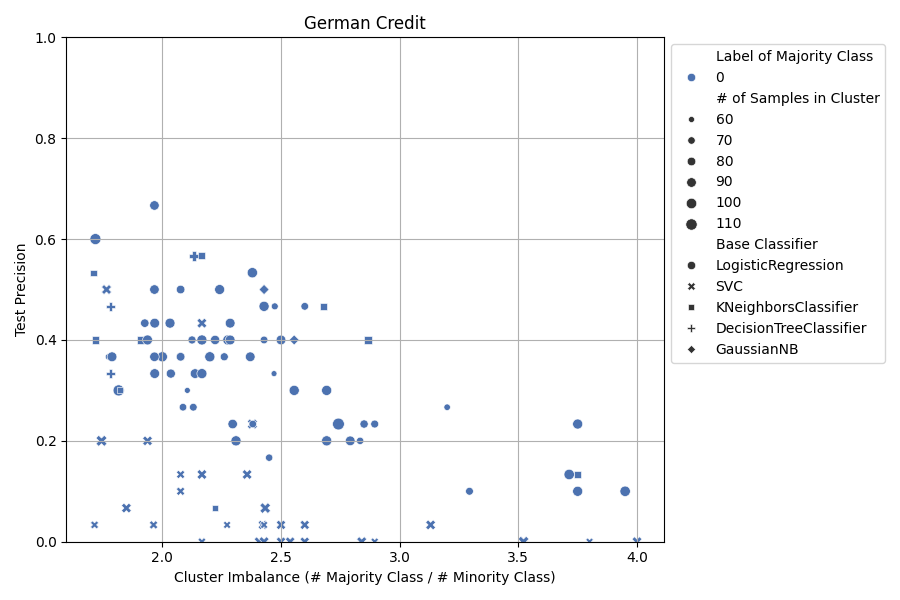 German Credit
1.0
0.8
0.6
0.4
0.2
0.0
Test Precision
2.0
2.5
3.0
3.5
4.0
Cluster Imbalance (# Majority Class / # Minority Class)
Label of Majority Class
0
# of Samples in Cluster
60
70
80
90
100
110
Base Classifier
LogisticRegression
SVC
KNeighborsClassifier
DecisionTreeClassifier
GaussianNB